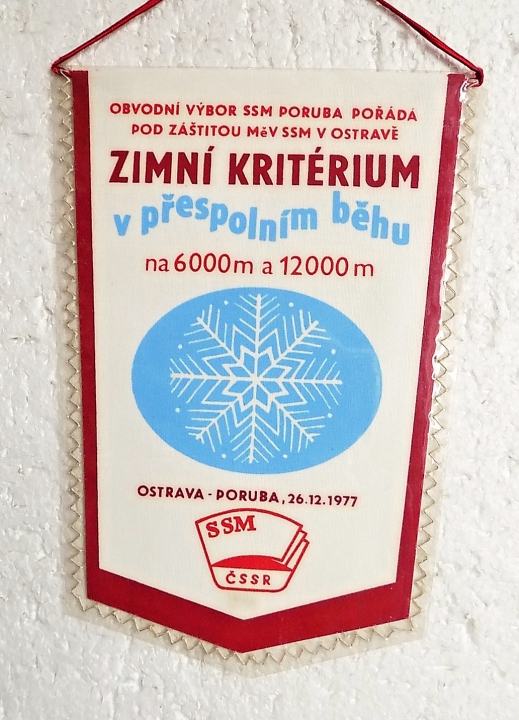 OBVODNÍ VÝBOR SSM PORUBA POŘÁDÁ
POD ZÁŠTITOU MěV SSM V OSTRAVĚ
ZIMNÍ KRITÉRIUM
v přespolním běhu
na 6000 m a 12000 m
OSTRAVA - PORUBA, 26.12.1977
SSM
ČSSR